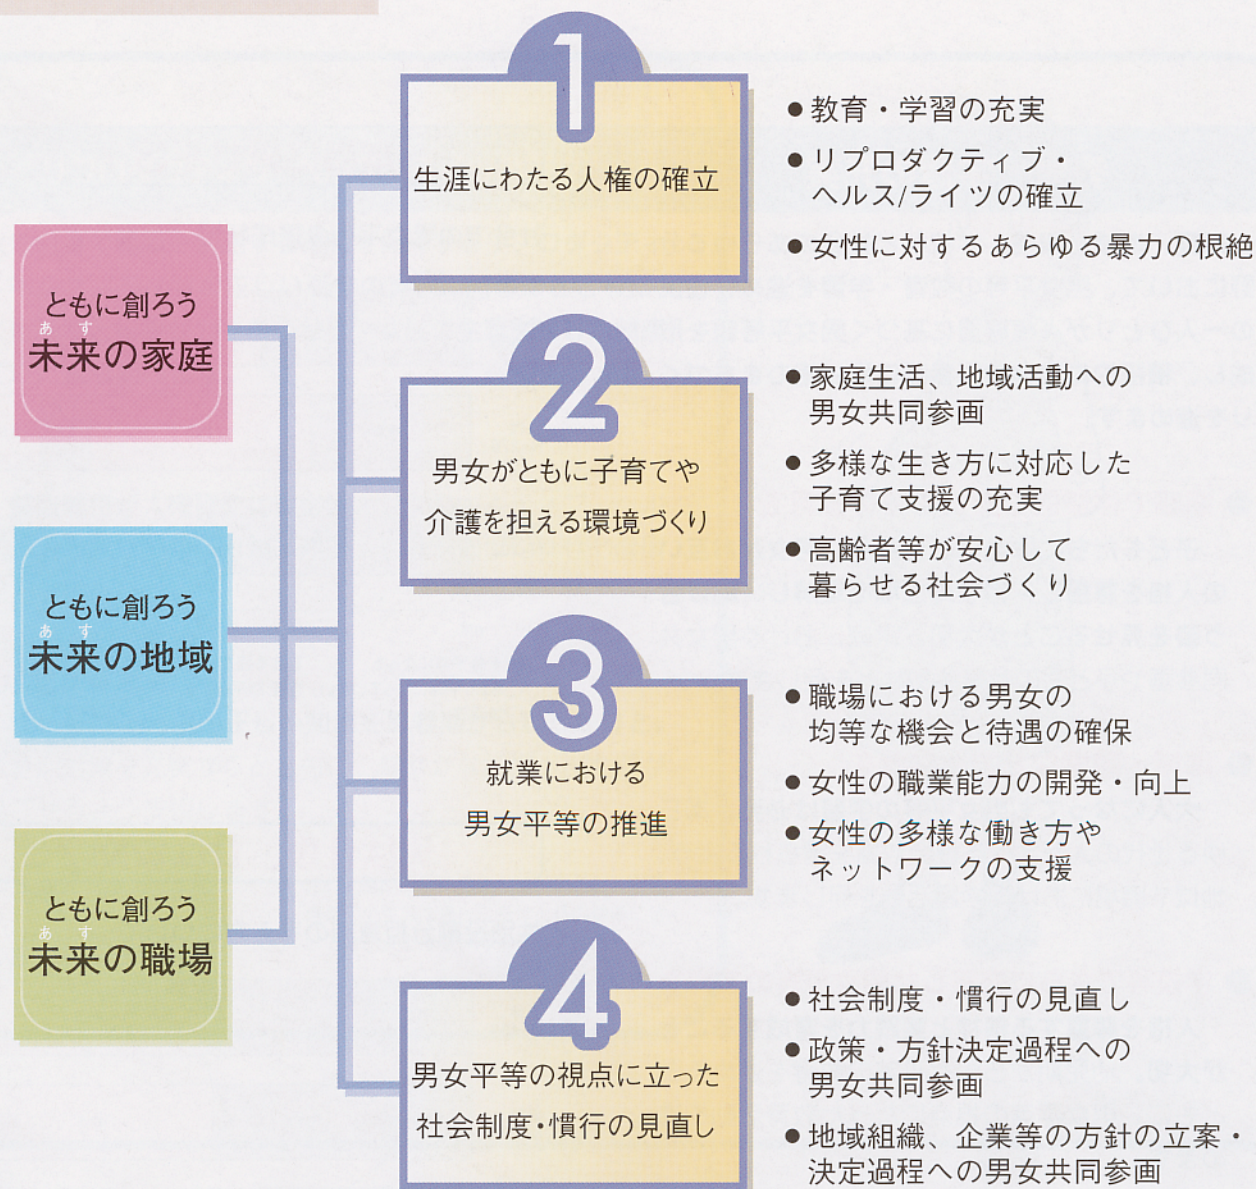 ともに創ろう
あす
未来の家庭
ともに創ろう
あす
未来の地域
ともに創ろう
あす
未来の職場
1
生涯にわたる人権の確立
●教育・学習の充実
●リプロダクティブ・
ヘルス/ライツの確立
●女性に対するあらゆる暴力の根絶
2
男女がともに子育てや
介護を担える環境づくり
●家庭生活、地域活動への
男女共同参画
●多様な生き方に対応した
子育て支援の充実
●高齢者等が安心して
暮らせる社会づくり
3
就業における
男女平等の推進
●職場における男女の
均等な機会と待遇の確保
●女性の職業能力の開発・向上
●女性の多様な働き方や
ネットワークの支援
4
男女平等の視点に立った
社会制度・慣行の見直し
●社会制度・慣行の見直し
●政策・方針決定過程への
男女共同参画
●地域組織、企業等の方針の立案・
決定過程への男女共同参画